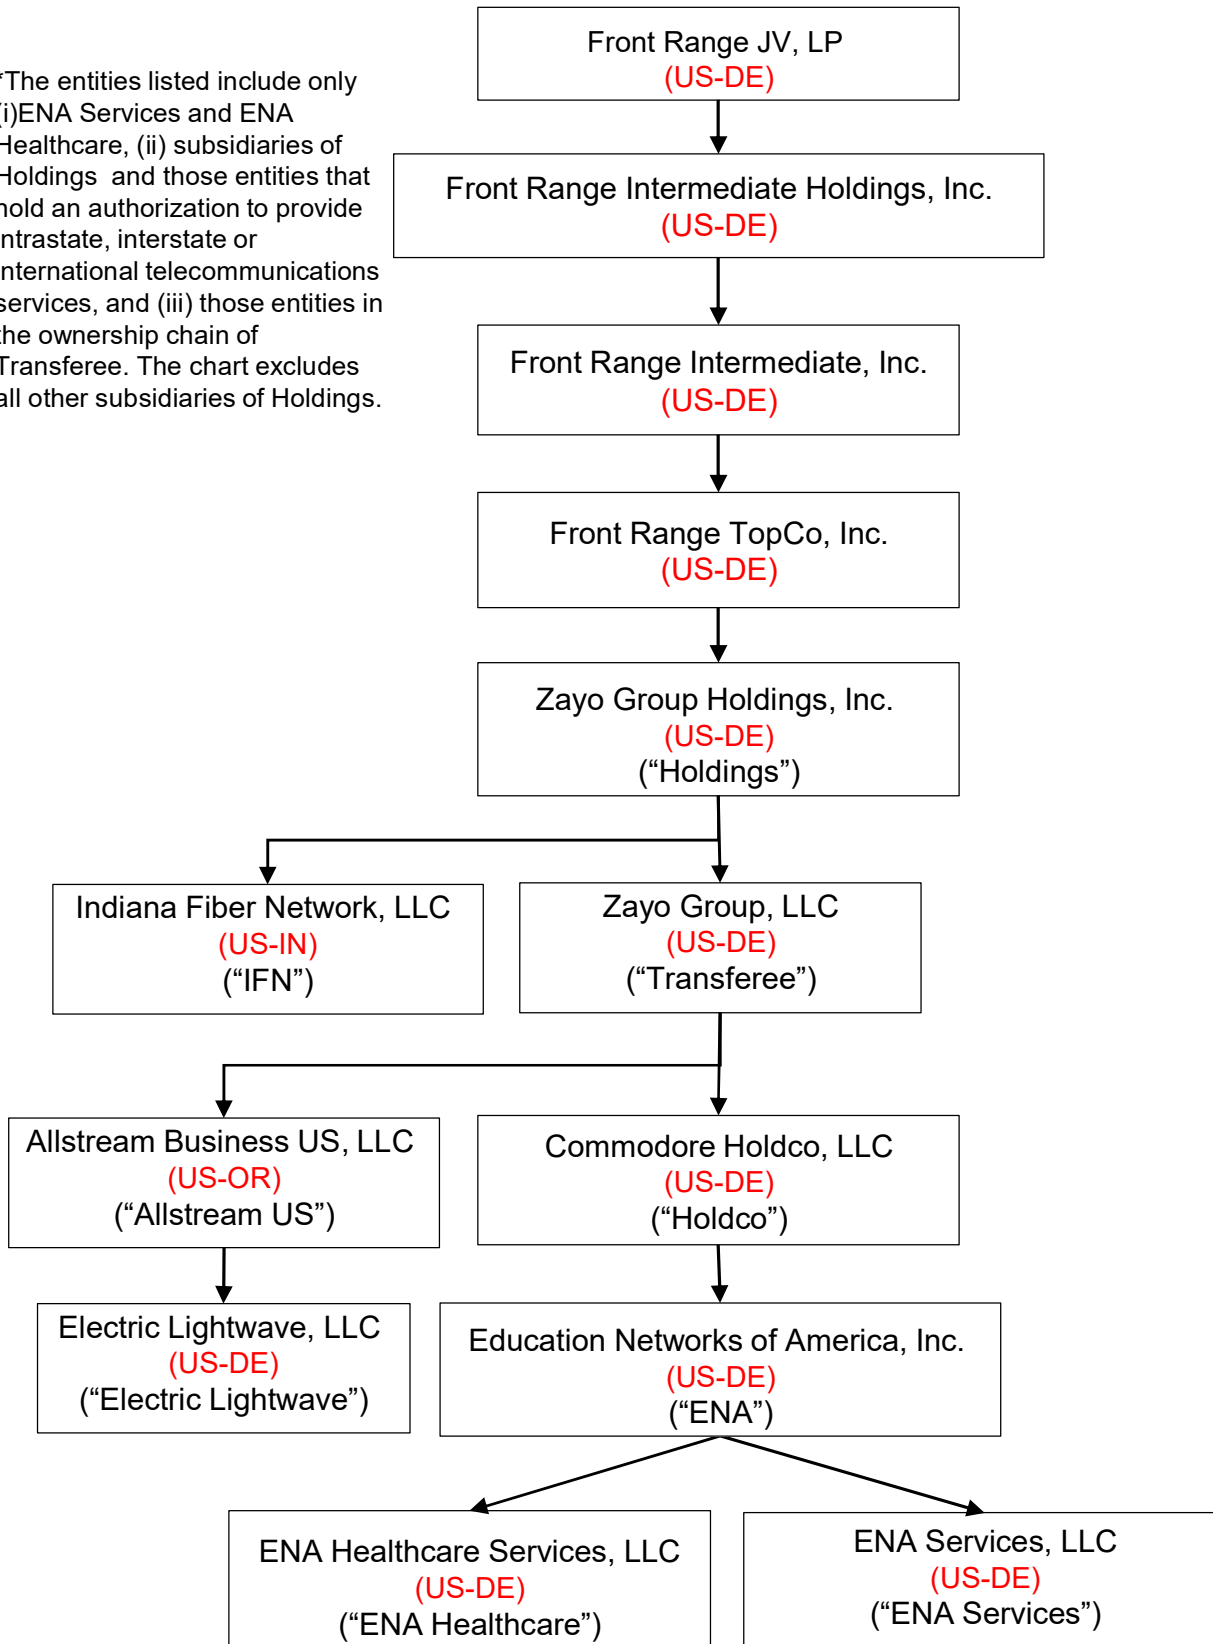 Front Range JV, LP
(US-DE)
*The entities listed include only
(i)ENA Services and ENA
Healthcare, (ii) subsidiaries of
Holdings and those entities that
hold an authorization to provide
intrastate, interstate or
international telecommunications
services, and (iii) those entities in
the ownership chain of
Transferee. The chart excludes
all other subsidiaries of Holdings.
Front Range Intermediate Holdings, Inc.
(US-DE)
Front Range Intermediate, Inc.
(US-DE)
Front Range TopCo, Inc.
(US-DE)
Zayo Group Holdings, Inc.
(US-DE)
(“Holdings”)
Indiana Fiber Network, LLC
(US-IN)
(“IFN”)
Zayo Group, LLC
(US-DE)
(“Transferee”)
Allstream Business US, LLC
(US-OR)
(“Allstream US”)
Commodore Holdco, LLC
(US-DE)
(“Holdco”)
Electric Lightwave, LLC
(US-DE)
(“Electric Lightwave”)
Education Networks of America, Inc.
(US-DE)
(“ENA”)
ENA Healthcare Services, LLC
(US-DE)
(“ENA Healthcare”)
ENA Services, LLC
(US-DE)
(“ENA Services”)